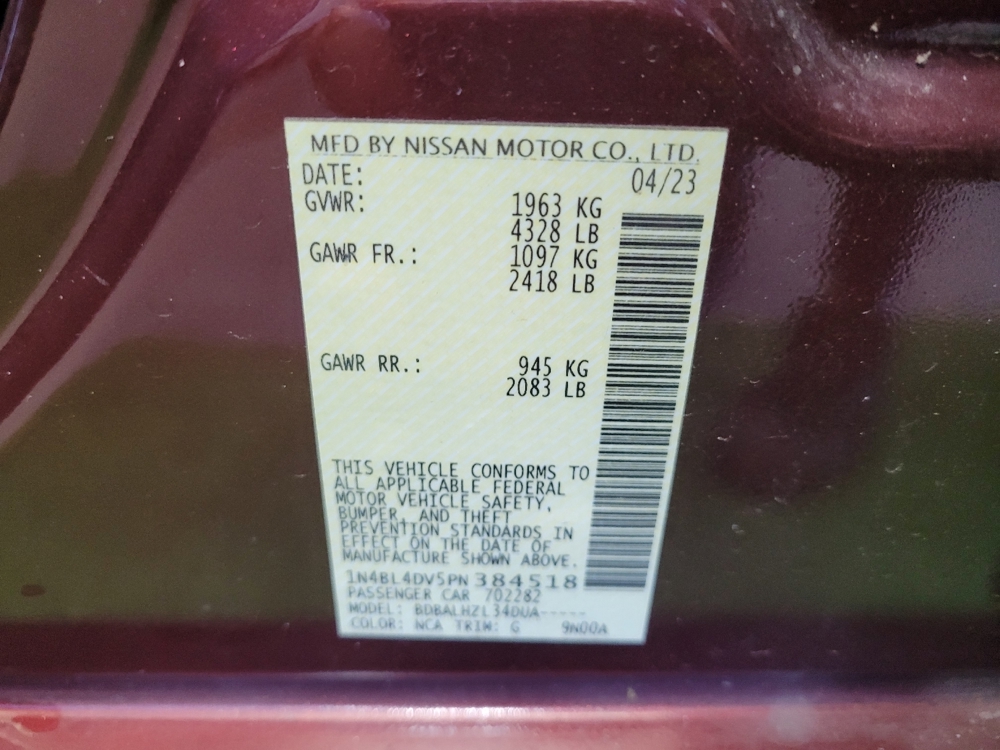 MFD BY NISSAN MOTOR CO., LTD.
DATE: 04/23
GVWR: 1963 KG
4328 LB
GAWR FR.: 1097 KG
2418 LB
GAWR RR.: 945 KG
2083 LB
THIS VEHICLE CONFORMS TO
ALL APPLICABLE FEDERAL
MOTOR VEHICLE SAFETY,
BUMPER, AND THEFT
PREVENTION STANDARDS IN
EFFECT ON THE DATE OF
MANUFACTURE SHOWN ABOVE.
1N4BL4DV5PN384518
PASSENGER CAR 702282
MODEL: BDBALHZL34DUA-----
COLOR: NCA TRIM: G 9N00A